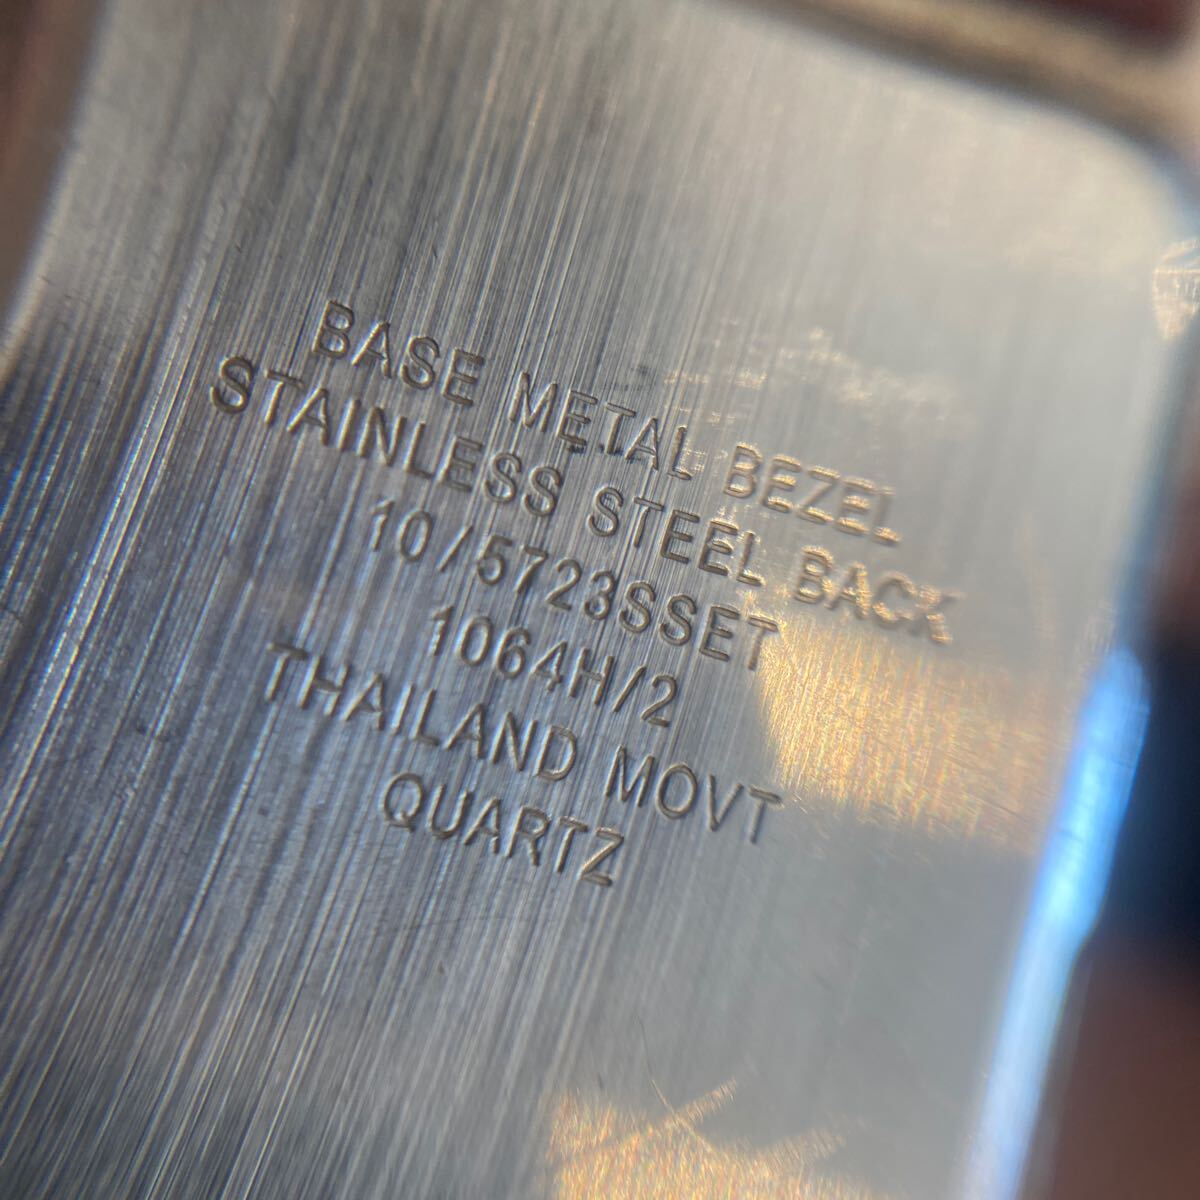 BASE METAL BEZEL
STAINLESS STEEL BACK
10/5723SSET
1064H/2
THAILAND MOVT
QUARTZ